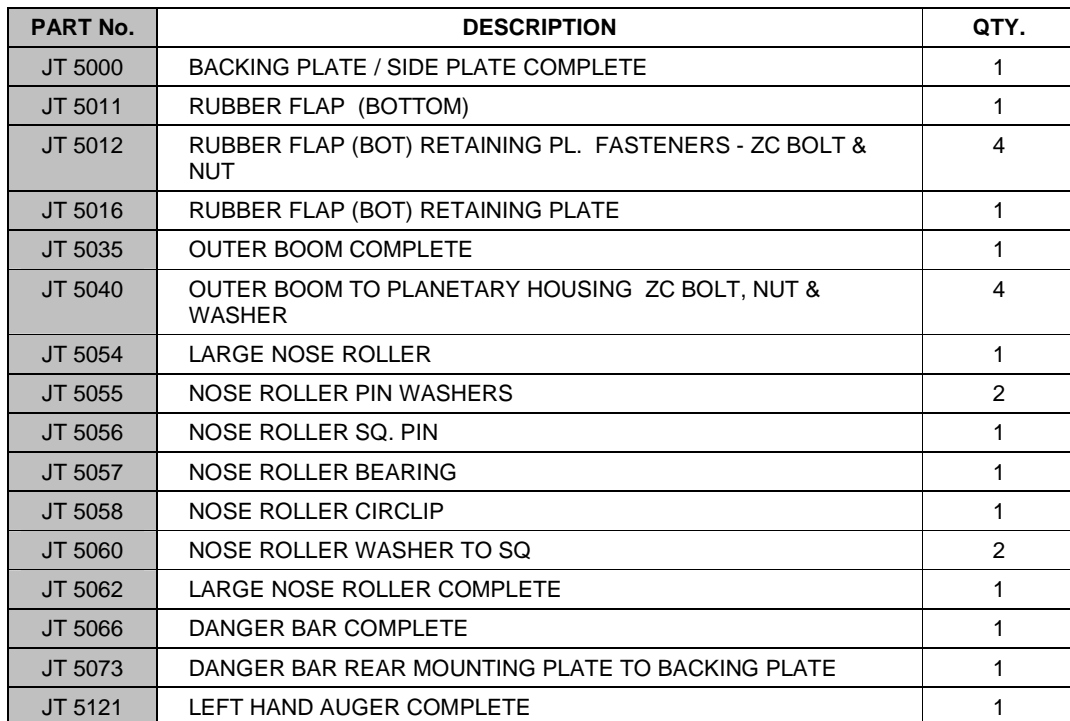 PART No. DESCRIPTION QTY.
JT 5000 BACKING PLATE / SIDE PLATE COMPLETE 1
JT 5011 RUBBER FLAP (BOTTOM) 1
JT 5012 RUBBER FLAP (BOT) RETAINING PL. FASTENERS - ZC BOLT & 4
NUT
JT 5016 RUBBER FLAP (BOT) RETAINING PLATE 1
JT 5035 OUTER BOOM COMPLETE 1
JT 5040 OUTER BOOM TO PLANETARY HOUSING ZC BOLT, NUT & 4
WASHER
JT 5054 LARGE NOSE ROLLER 1
JT 5055 NOSE ROLLER PIN WASHERS 2
JT 5056 NOSE ROLLER SQ. PIN 1
JT 5057 NOSE ROLLER BEARING 1
JT 5058 NOSE ROLLER CIRCLIP 1
JT 5060 NOSE ROLLER WASHER TO SQ 2
JT 5062 LARGE NOSE ROLLER COMPLETE 1
JT 5066 DANGER BAR COMPLETE 1
JT 5073 DANGER BAR REAR MOUNTING PLATE TO BACKING PLATE 1
JT 5121 LEFT HAND AUGER COMPLETE 1